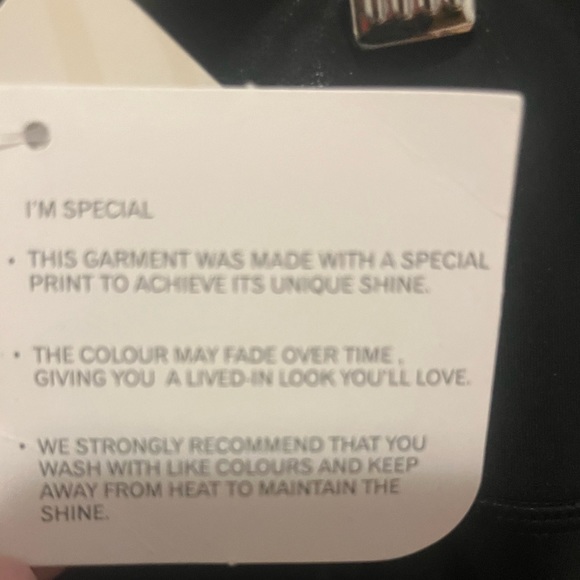 I'M SPECIAL
• THIS GARMENT WAS MADE WITH A SPECIAL
PRINT TO ACHIEVE ITS UNIQUE SHINE.
• THE COLOUR MAY FADE OVER TIME,
GIVING YOU A LIVED-IN LOOK YOU'LL LOVE.
• WE STRONGLY RECOMMEND THAT YOU
WASH WITH LIKE COLOURS AND KEEP
AWAY FROM HEAT TO MAINTAIN THE
SHINE.